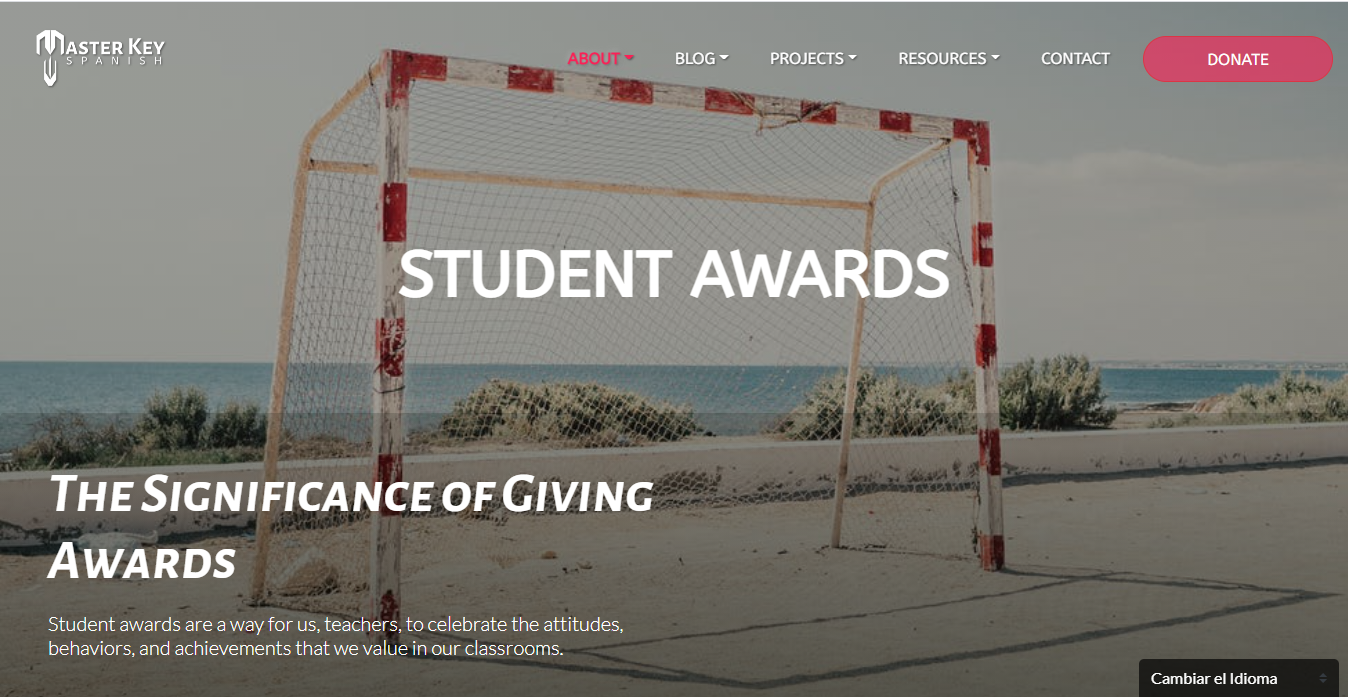 MASTER KEY
SPANISH
ABOUT BLOG PROJECTS RESOURCES CONTACT DONATE
STUDENT AWARDS
THE SIGNIFICANCE OF GIVING
AWARDS
Student awards are a way for us, teachers, to celebrate the attitudes,
behaviors, and achievements that we value in our classrooms.
Cambiar el Idioma